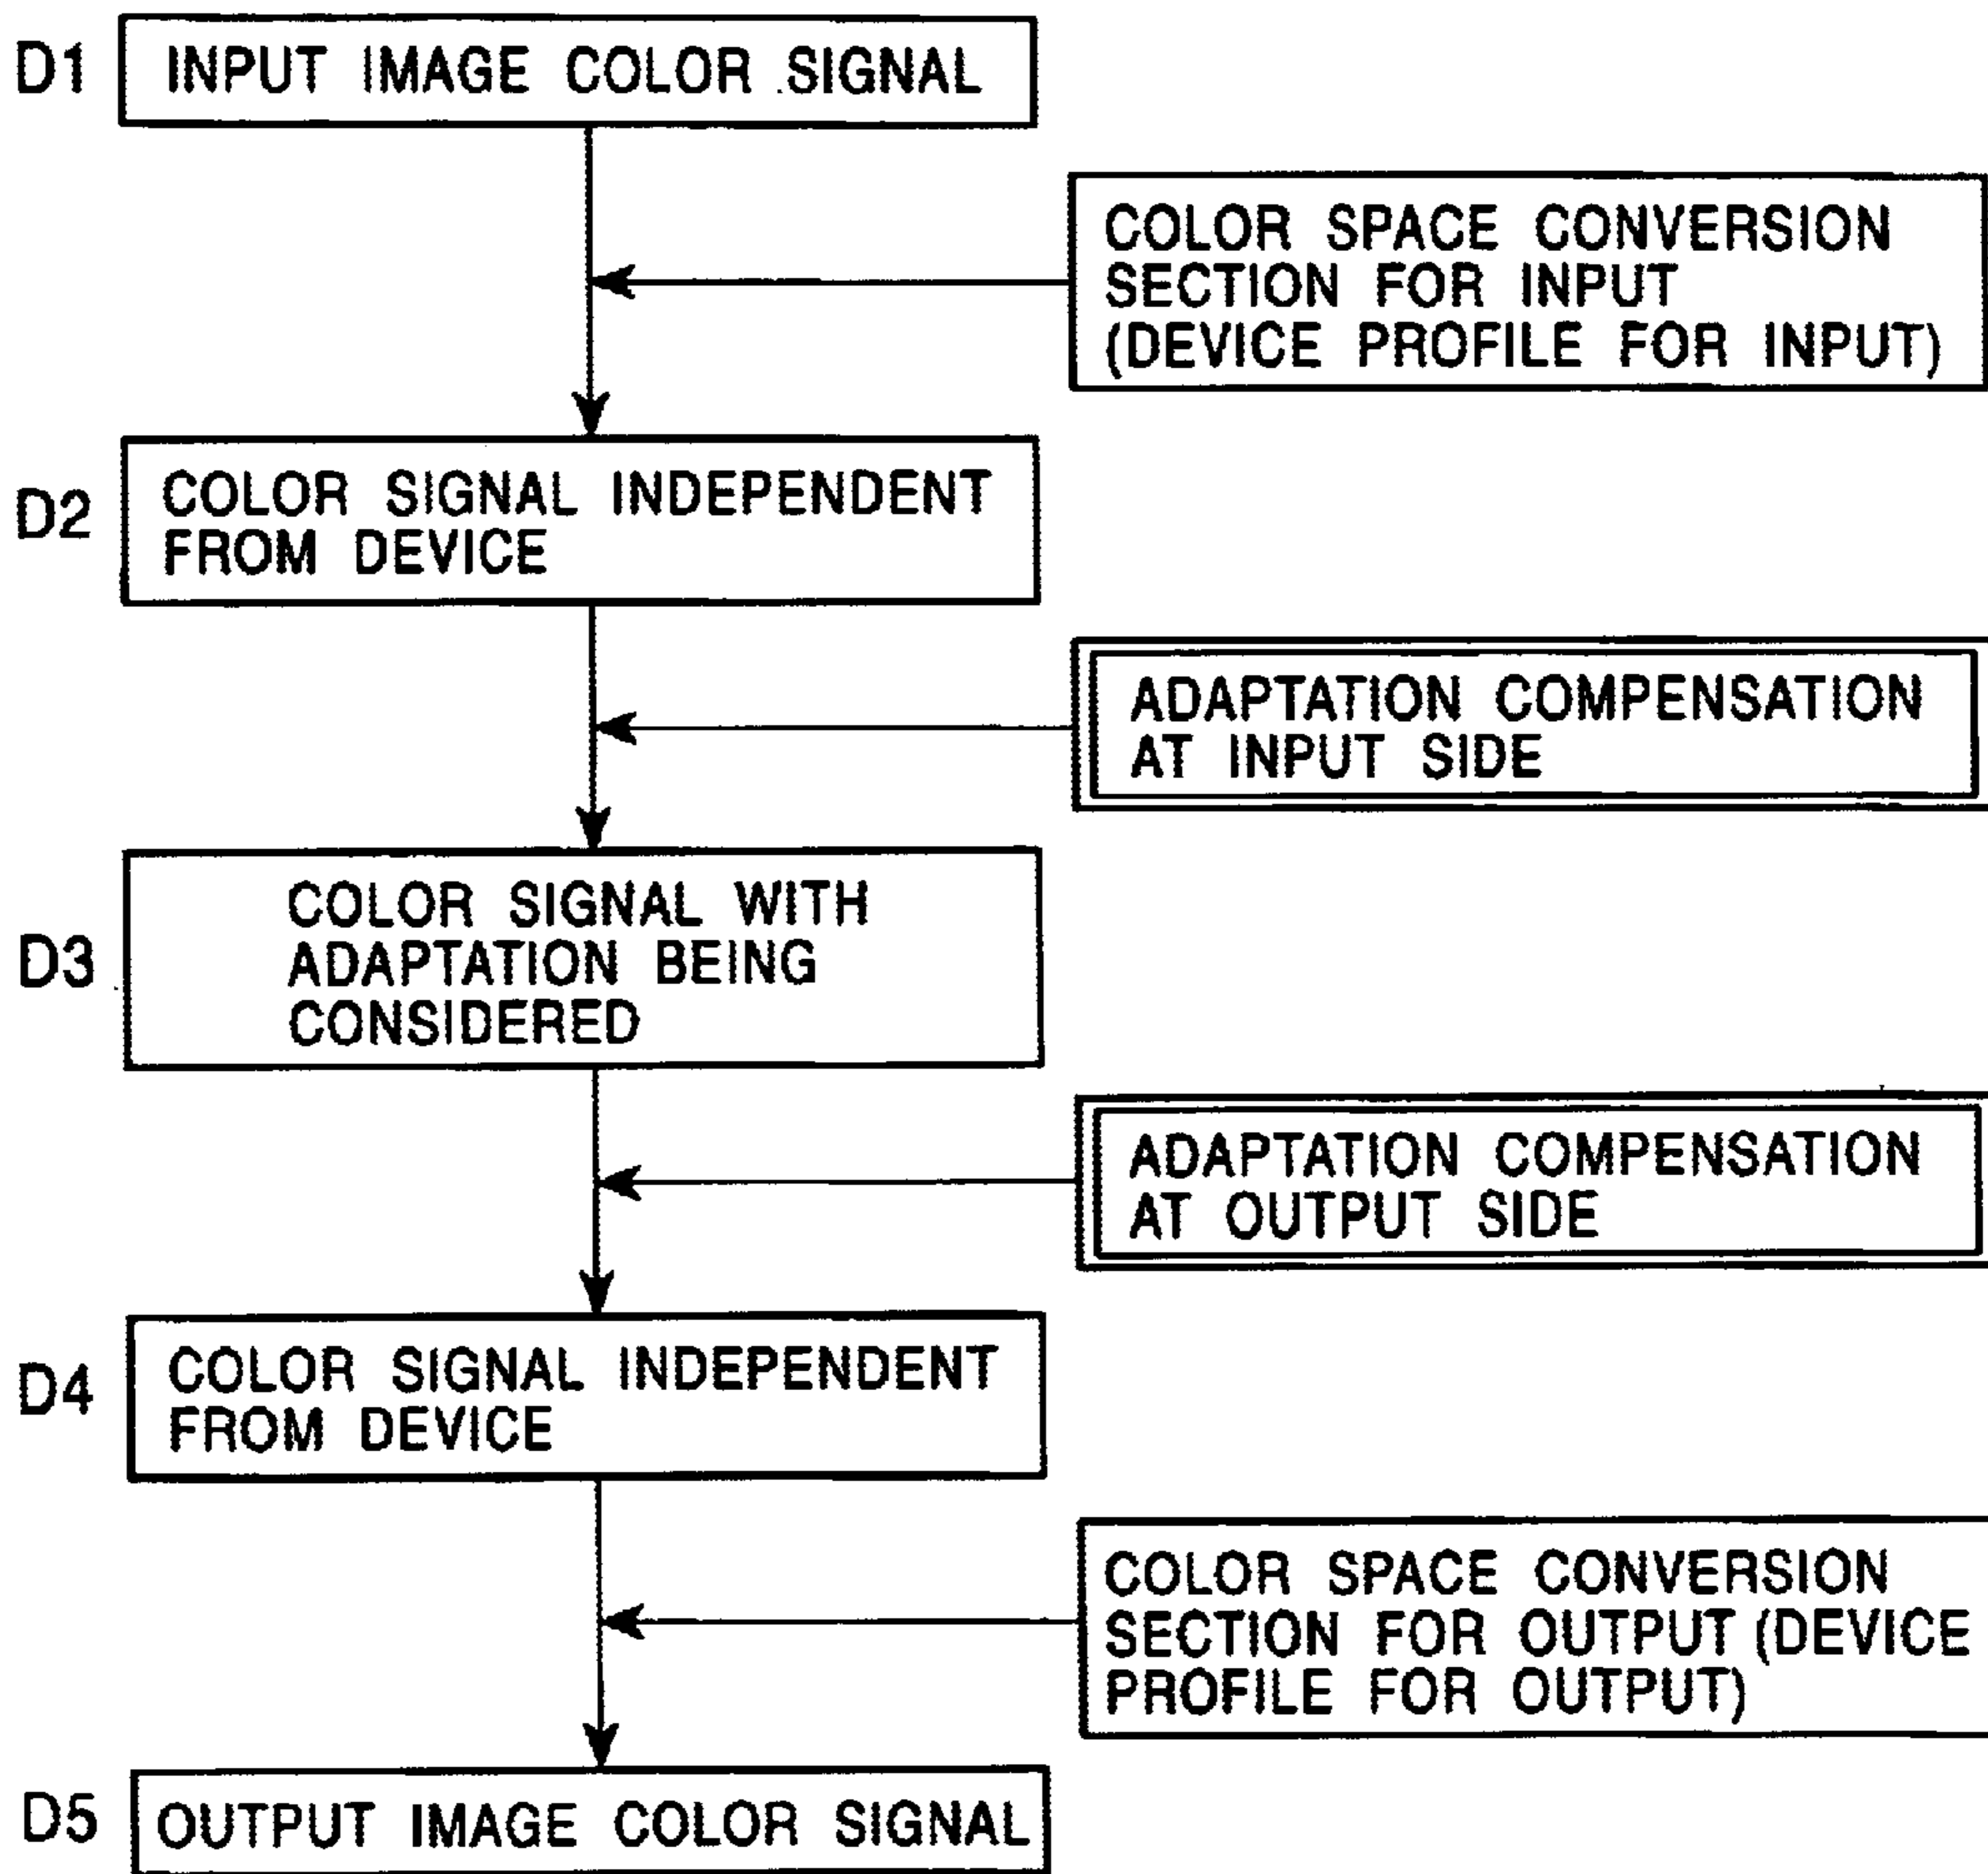 D1
INPUT IMAGE COLOR SIGNAL
COLOR SPACE CONVERSION
SECTION FOR INPUT
(DEVICE PROFILE FOR INPUT)
D2
COLOR SIGNAL INDEPENDENT
FROM DEVICE
ADAPTATION COMPENSATION
AT INPUT SIDE
D3
COLOR SIGNAL WITH
ADAPTATION BEING
CONSIDERED
ADAPTATION COMPENSATION
AT OUTPUT SIDE
D4
COLOR SIGNAL INDEPENDENT
FROM DEVICE
COLOR SPACE CONVERSION
SECTION FOR OUTPUT (DEVICE
PROFILE FOR OUTPUT)
D5
OUTPUT IMAGE COLOR SIGNAL